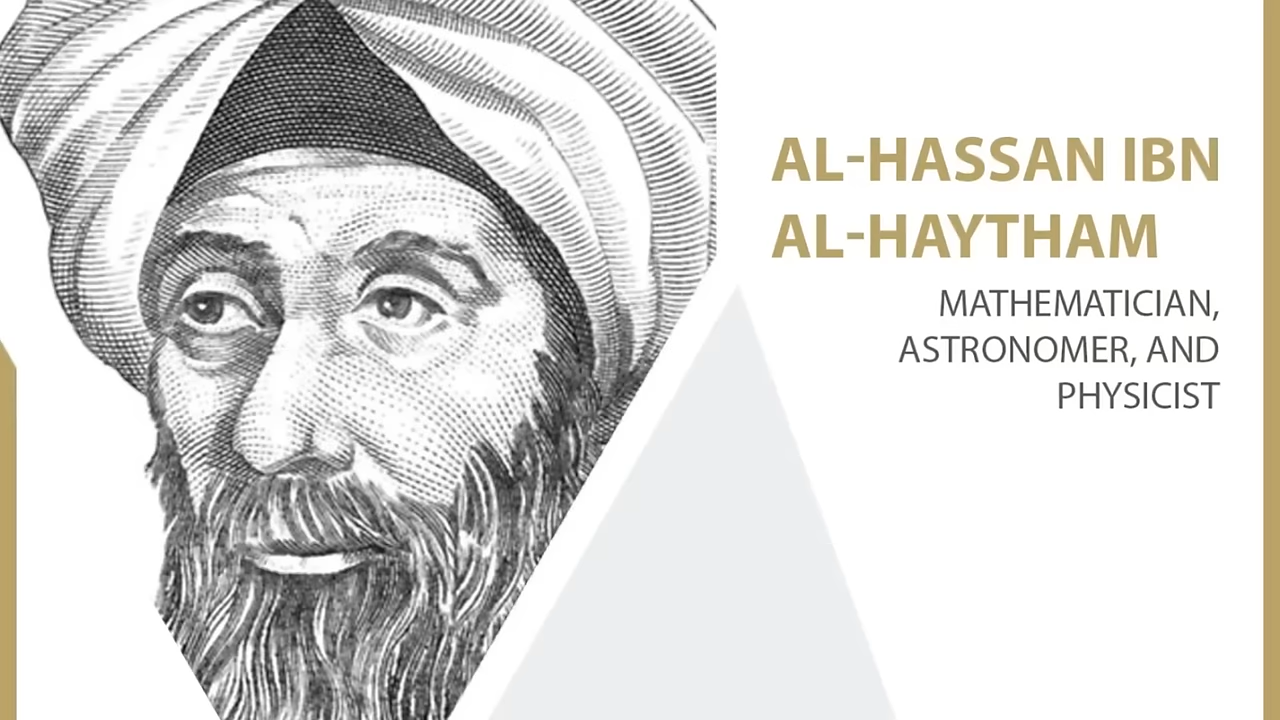 AL-HASSAN IBN
AL-HAYTHAM
MATHEMATICIAN,
ASTRONOMER, AND
PHYSICIST